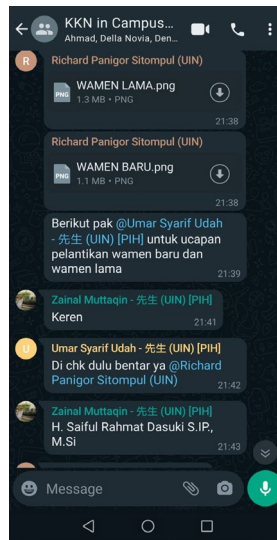 KKN in Campus...
Ahmad, Della Novia, Den...
R
Richard Panigor Sitompul (UIN)
PNG
WAMEN LAMA.png
1.3 MB • PNG
21:38
Richard Panigor Sitompul (UIN)
PNG
WAMEN BARU.png
1.1 MB • PNG
21:38
Berikut pak @Umar Syarif Udah
- 先生 (UIN) [PIH] untuk ucapan
pelantikan wamen baru dan
wamen lama
21:39
Zainal Muttaqin - 先生 (UIN) [PIH]
Keren
21:41
U
Umar Syarif Udah - 先生 (UIN) [PIH]
Di chk dulu bentar ya @Richard
Panigor Sitompul (UIN)
21:42
Zainal Muttaqin - 先生 (UIN) [PIH]
H. Saiful Rahmat Dasuki S.IP.,
M.Si
21:43
Message